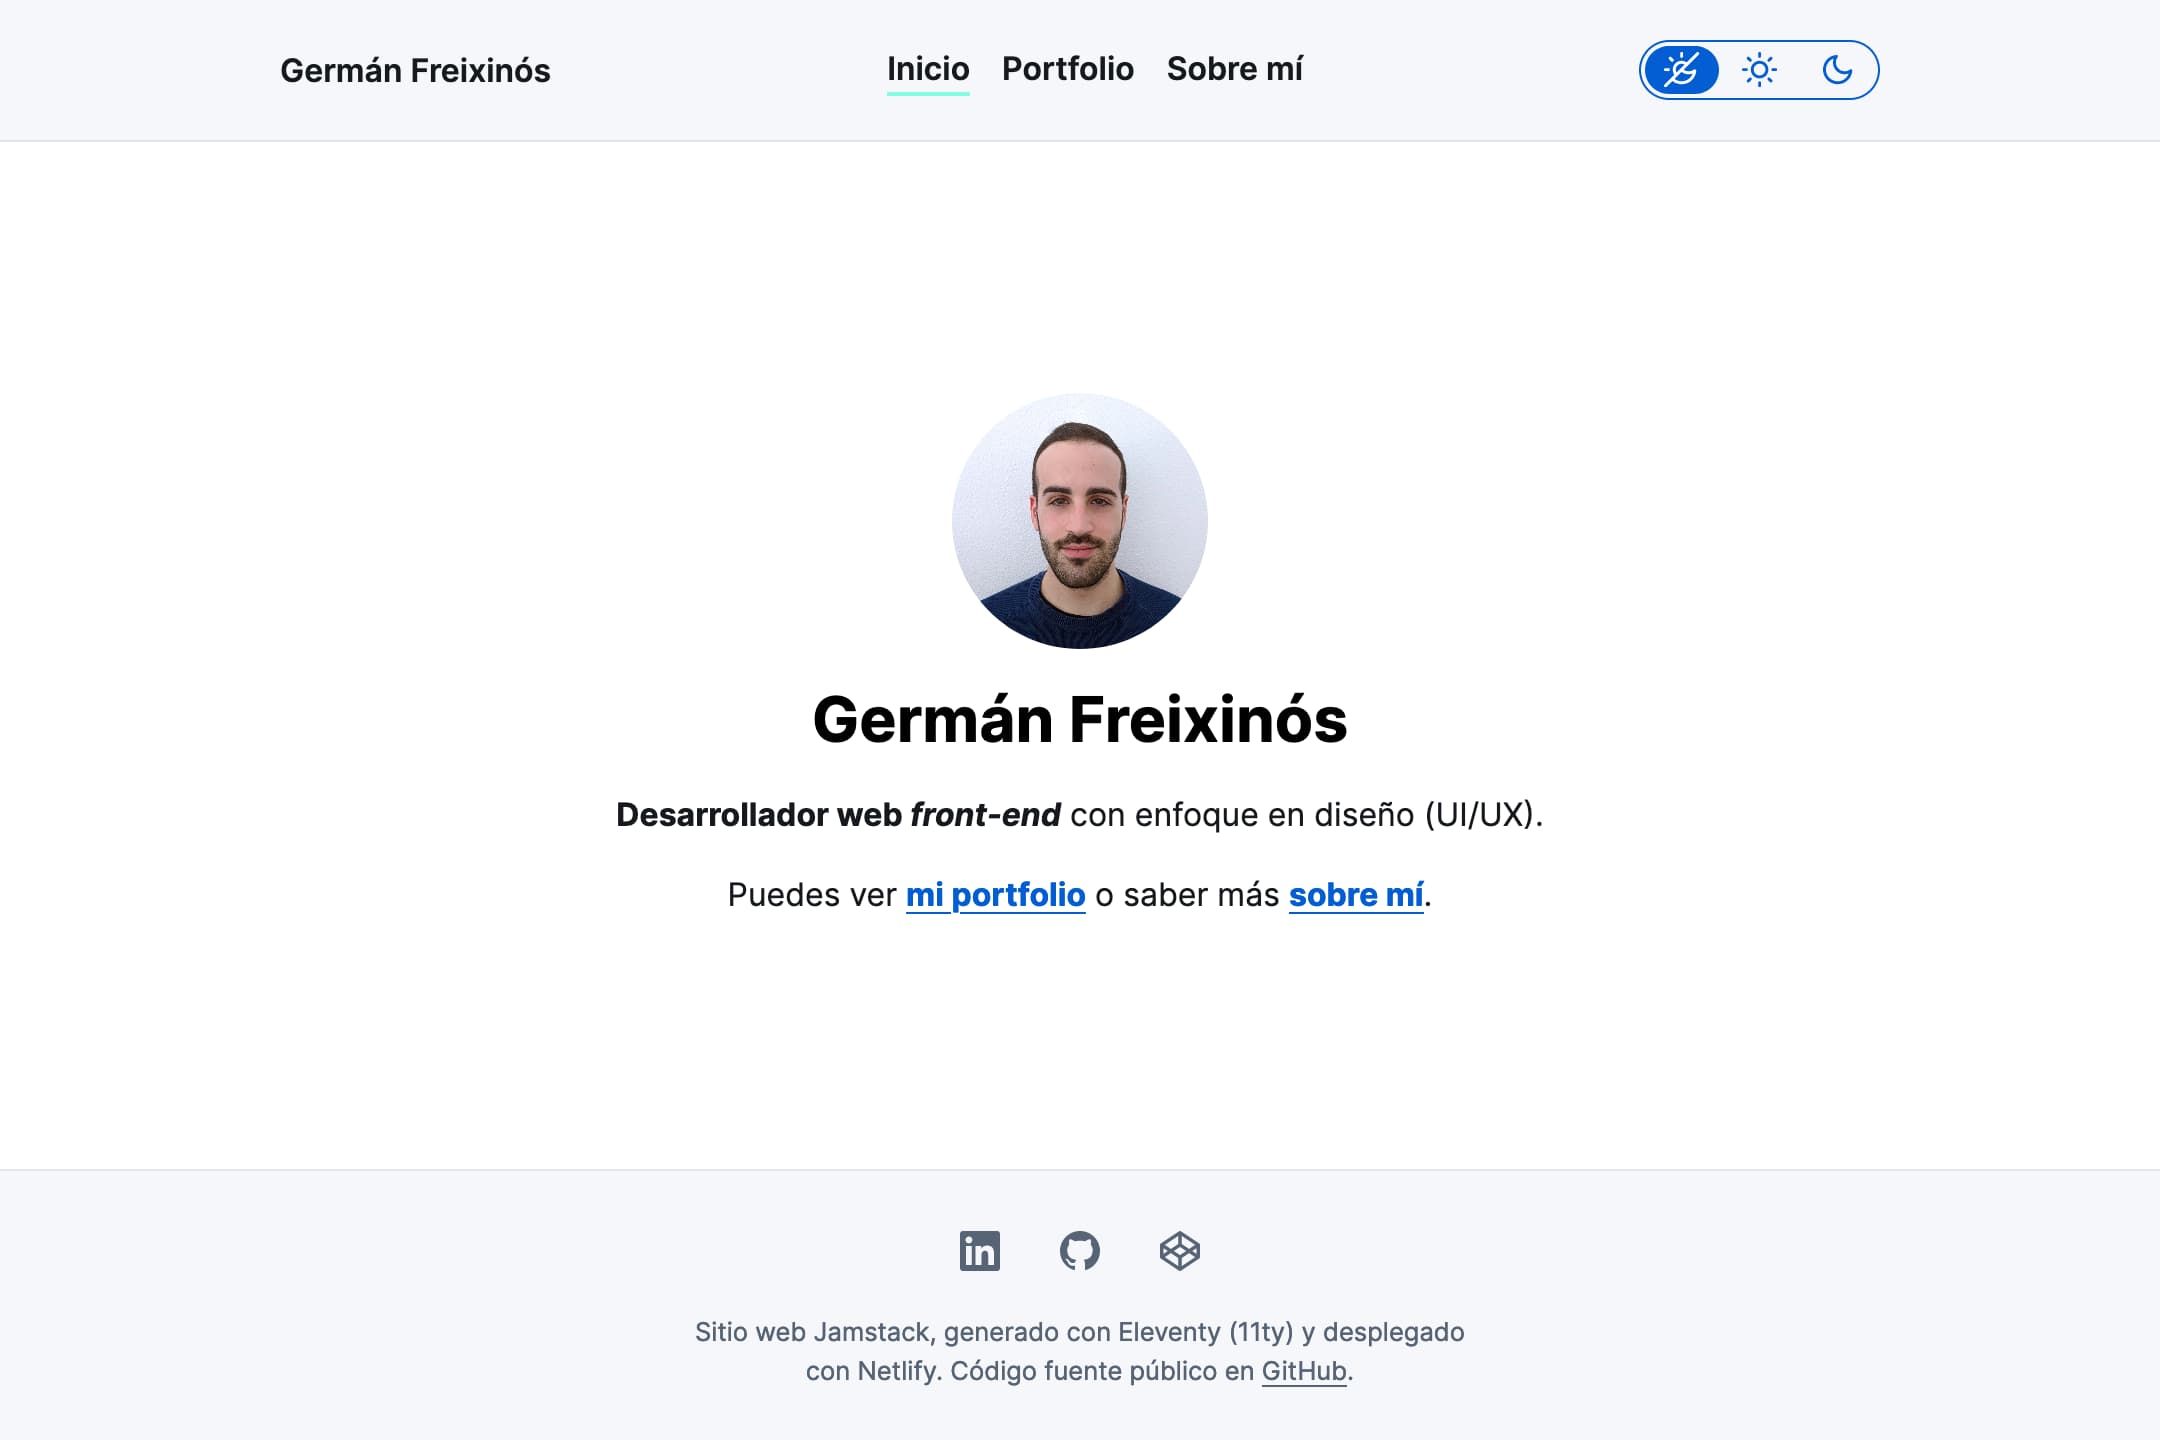 Germán Freixinós
Inicio Portfolio Sobre mí
Germán Freixinós
Desarrollador web front-end con enfoque en diseño (UI/UX).
Puedes ver mi portfolio o saber más sobre mí.
in
Sitio web Jamstack, generado con Eleventy (11ty) y desplegado
con Netlify. Código fuente público en GitHub.